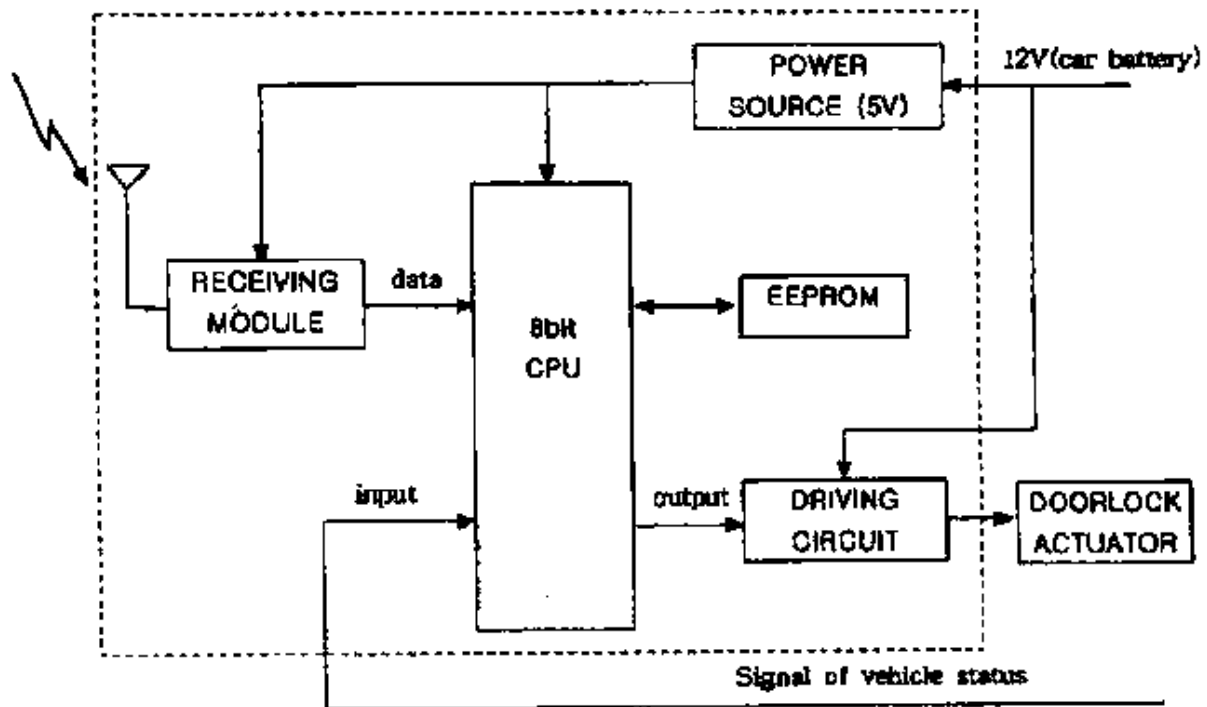 POWER
SOURCE (5V)
12V(car battery)
RECEIVING
MODULE
data
8bit
CPU
EEPROM
input
output
DRIVING
CIRCUIT
DOORLOCK
ACTUATOR
Signal of vehicle status